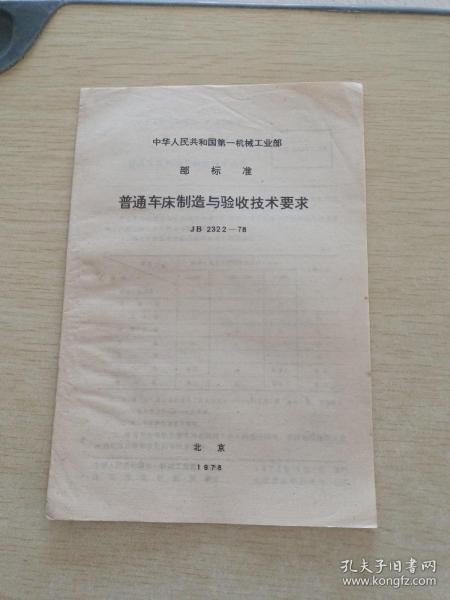 中华人民共和国第一机械工业部
部 标 准
普通车床制造与验收技术要求
JB 2322—78
北 京
1978
孔夫子旧书网
www.kongfz.com